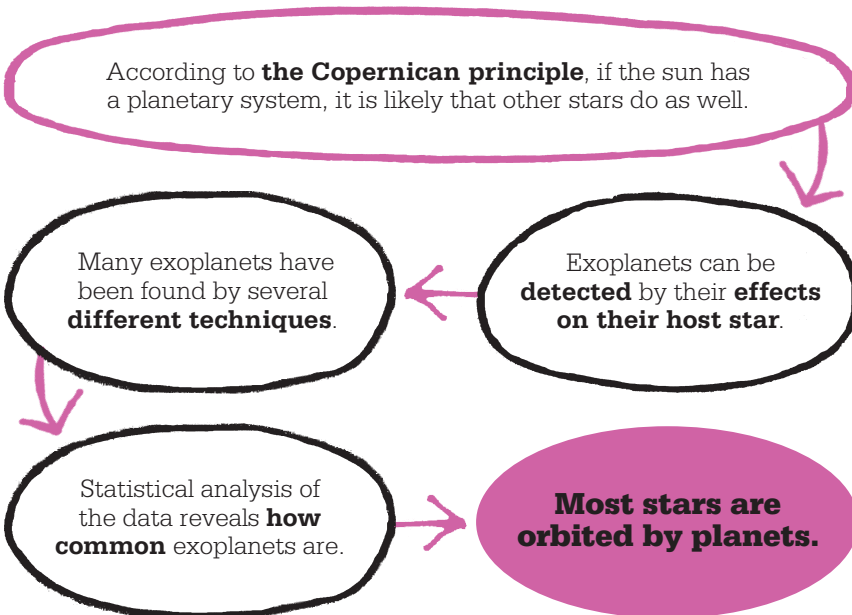 According to the Copernican principle, if the sun has
a planetary system, it is likely that other stars do as well.
Exoplanets can be
detected by their effects
on their host star.
Many exoplanets have
been found by several
different techniques.
Statistical analysis of
the data reveals how
common exoplanets are.
Most stars are
orbited by planets.